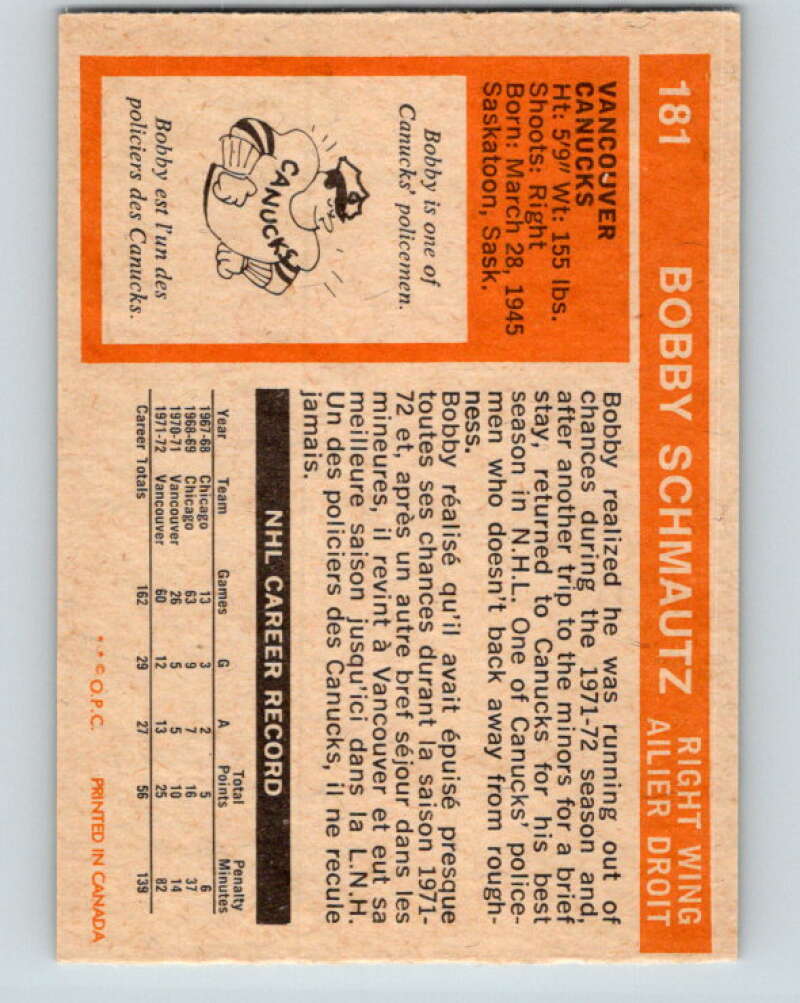 181 BOBBY SCHMAUTZ RIGHT WING
AILIER DROIT
VANCOUVER
CANUCKS
Ht: 5'9" Wt: 155 lbs.
Shoots: Right
Born: March 28, 1945
Saskatoon, Sask.
Bobby is one of
Canucks' policemen.
CANUCKS
Bobby est l'un des
policiers des Canucks.
Bobby realized he was running out of
chances during the 1971-72 season and,
after another trip to the minors for a brief
stay, returned to Canucks for his best
season in N.H.L. One of Canucks' police-
men who doesn't back away from rough-
ness.
Bobby réalisé qu'il avait épuisé presque
toutes ses chances durant la saison 1971-
72 et, après un autre bref séjour dans les
mineures, il revint à Vancouver et eut sa
meilleure saison jusqu'ici dans la L.N.H.
Un des policiers des Canucks, il ne recule
jamais.
NHL CAREER RECORD
Year Team Games G A Total Points Penalty Minutes
1967-68 Chicago 13 3 2 5 6
1968-69 Chicago 63 9 7 16 37
1970-71 Vancouver 26 5 5 10 14
1971-72 Vancouver 60 12 13 25 82
Career Totals 162 29 27 56 139
* * © O.P.C. PRINTED IN CANADA